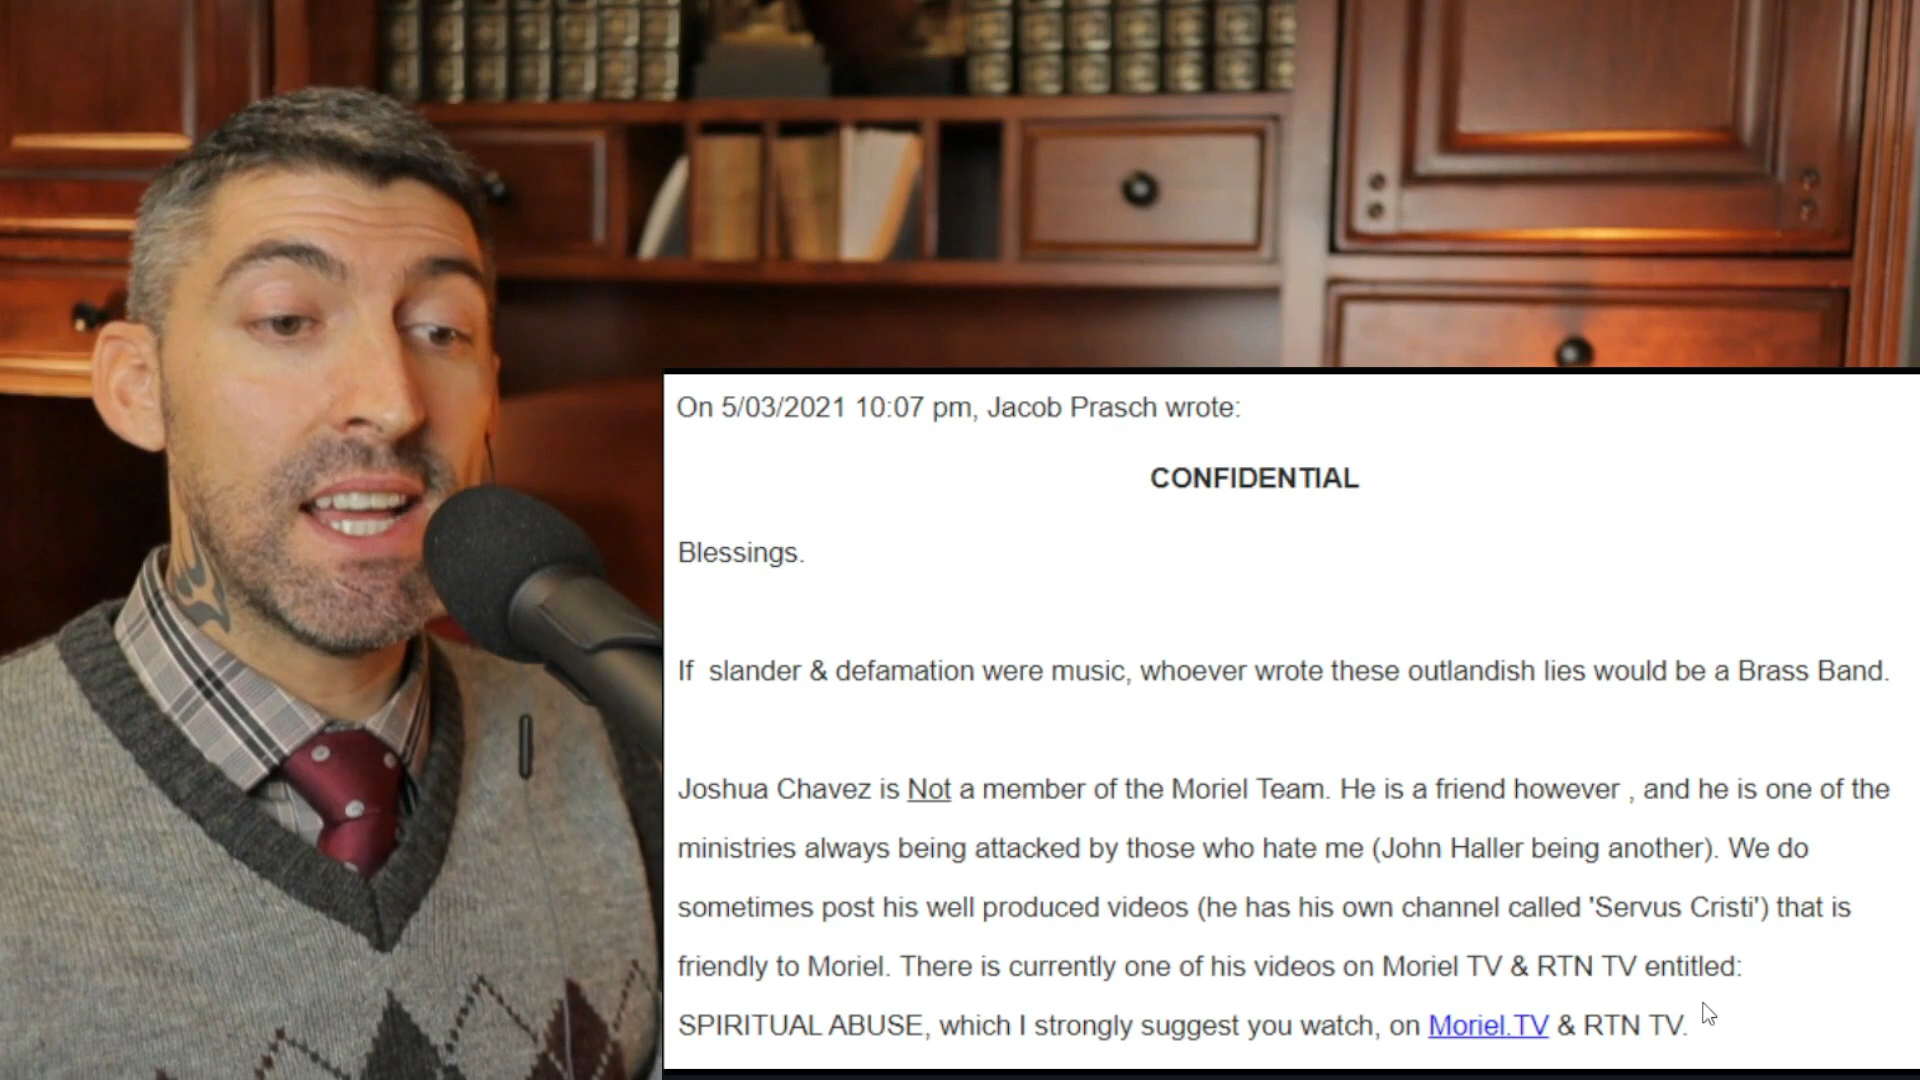 On 5/03/2021 10:07 pm, Jacob Prasch wrote:
CONFIDENTIAL
Blessings.
If  slander & defamation were music, whoever wrote these outlandish lies would be a Brass Band.
Joshua Chavez is Not a member of the Moriel Team. He is a friend however , and he is one of the
ministries always being attacked by those who hate me (John Haller being another). We do
sometimes post his well produced videos (he has his own channel called 'Servus Cristi') that is
friendly to Moriel. There is currently one of his videos on Moriel TV & RTN TV entitled:
SPIRITUAL ABUSE, which I strongly suggest you watch, on Moriel.TV & RTN TV.